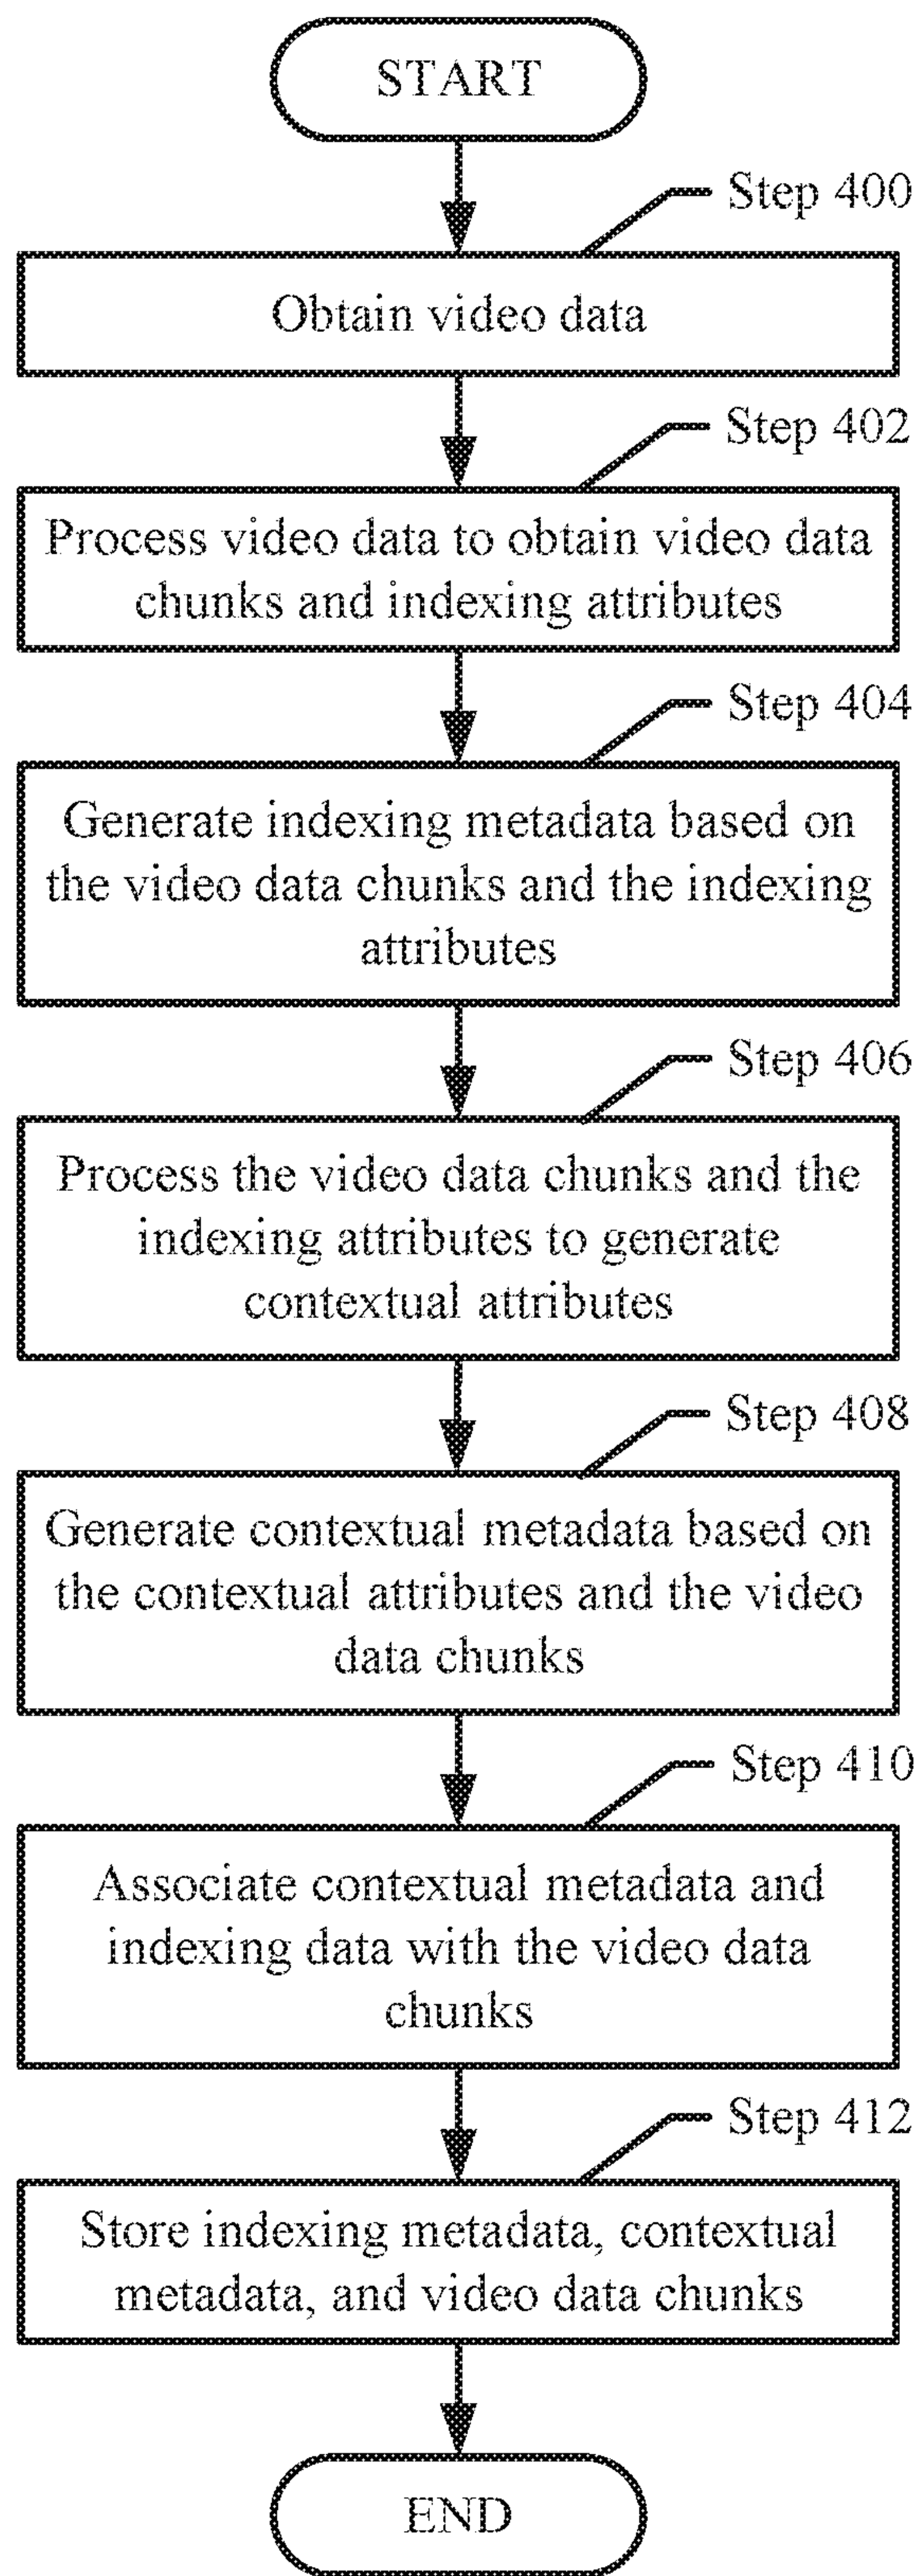 START
Step 400
Obtain video data
Step 402
Process video data to obtain video data
chunks and indexing attributes
Step 404
Generate indexing metadata based on
the video data chunks and the indexing
attributes
Step 406
Process the video data chunks and the
indexing attributes to generate
contextual attributes
Step 408
Generate contextual metadata based on
the contextual attributes and the video
data chunks
Step 410
Associate contextual metadata and
indexing data with the video data
chunks
Step 412
Store indexing metadata, contextual
metadata, and video data chunks
END